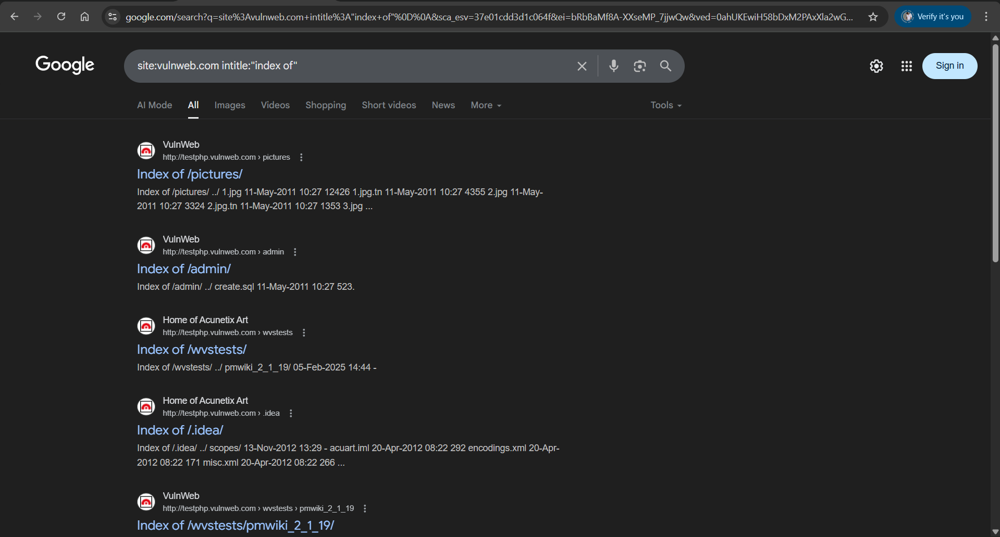 google.com/search?q=site%3Avulnweb.com+intitle%3A"index+of"%0D%0A&sca_esv=37e01cdd3d1c064f&ei=bRbBaMf8A-XXseMP_7jjwQw&ved=0ahUKEwiH58bDxM2PAxXla2wG...
Verify it's you
Google
site:vulnweb.com intitle:"index of"
Sign in
AI Mode All Images Videos Shopping Short videos News More Tools
VulnWeb
http://testphp.vulnweb.com › pictures
Index of /pictures/
Index of /pictures/ ../ 1.jpg 11-May-2011 10:27 12426 1.jpg.tn 11-May-2011 10:27 4355 2.jpg 11-May-
2011 10:27 3324 2.jpg.tn 11-May-2011 10:27 1353 3.jpg ...
VulnWeb
http://testphp.vulnweb.com › admin
Index of /admin/
Index of /admin/ ../ create.sql 11-May-2011 10:27 523.
Home of Acunetix Art
http://testphp.vulnweb.com › wvstests
Index of /wvstests/
Index of /wvstests/ ../ pmwiki_2_1_19/ 05-Feb-2025 14:44 -
Home of Acunetix Art
http://testphp.vulnweb.com › .idea
Index of /.idea/
Index of /.idea/ ../ scopes/ 13-Nov-2012 13:29 - acuart.iml 20-Apr-2012 08:22 292 encodings.xml 20-Apr-
2012 08:22 171 misc.xml 20-Apr-2012 08:22 266 ...
VulnWeb
http://testphp.vulnweb.com › wvstests › pmwiki_2_1_19
Index of /wvstests/pmwiki_2_1_19/